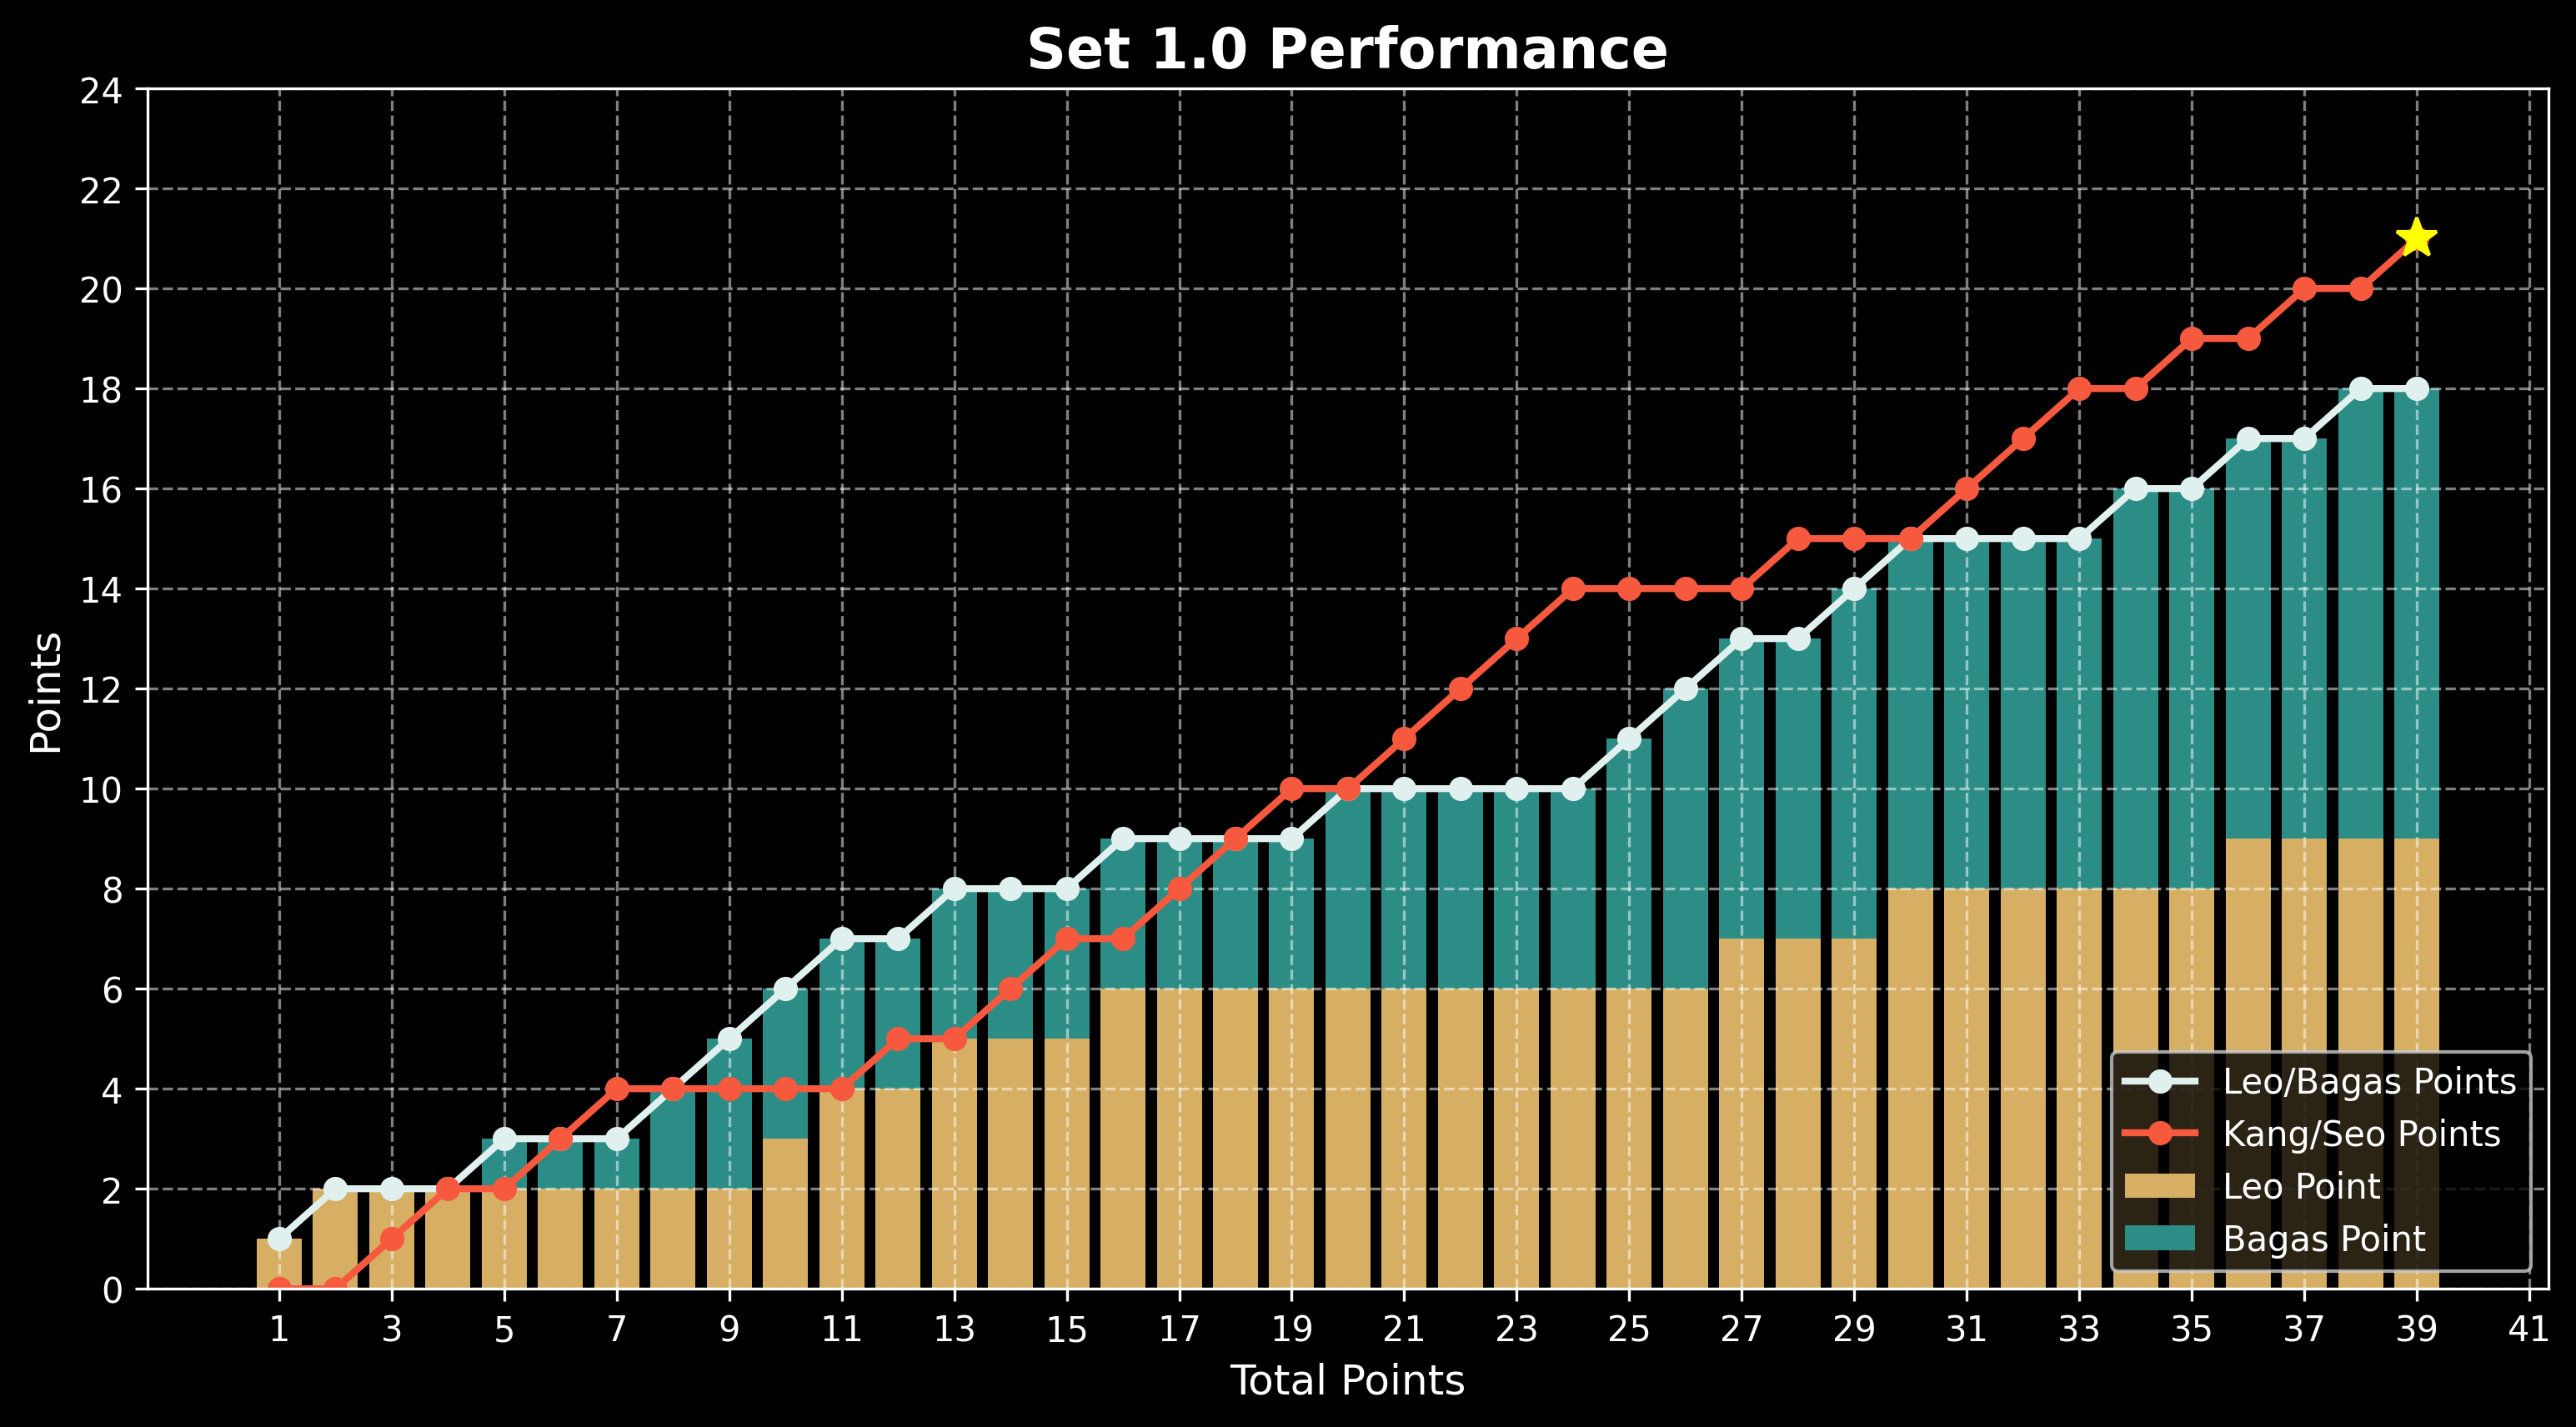 Set 1.0 Performance
24
22
20
18
16
14
12
10
8
6
4
2
0
Points
1 3 5 7 9 11 13 15 17 19 21 23 25 27 29 31 33 35 37 39 41
Total Points
Leo/Bagas Points
Kang/Seo Points
Leo Point
Bagas Point